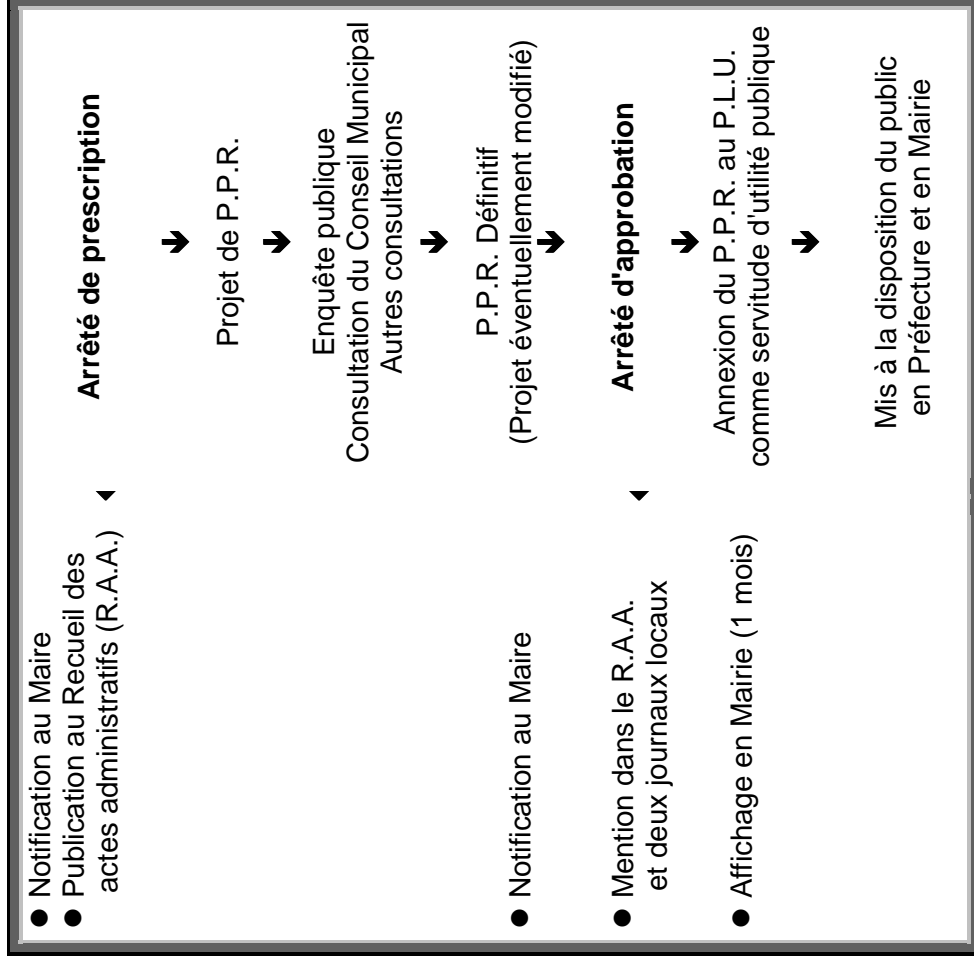 ● Notification au Maire
● Publication au Recueil des
actes administratifs (R.A.A.)
Arrêté de prescription
Projet de P.P.R.
Enquête publique
Consultation du Conseil Municipal
Autres consultations
P.P.R. Définitif
(Projet éventuellement modifié)
● Notification au Maire
● Mention dans le R.A.A.
et deux journaux locaux
● Affichage en Mairie (1 mois)
Arrêté d'approbation
Annexion du P.P.R. au P.L.U.
comme servitude d'utilité publique
Mis à la disposition du public
en Préfecture et en Mairie